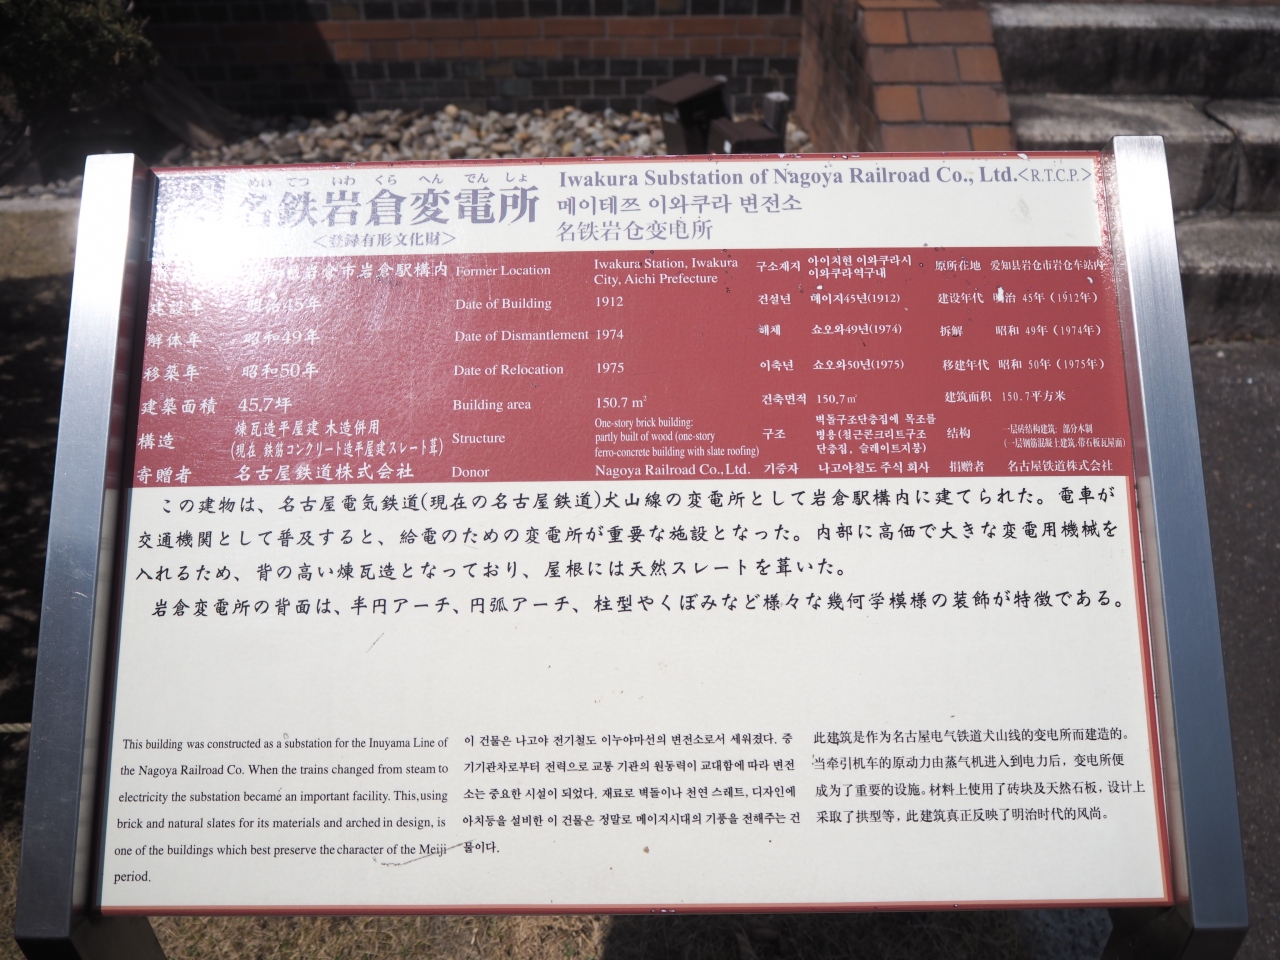 めい てつ いわ くら へん でん しょ
名鉄岩倉変電所
<登録有形文化財>
Iwakura Substation of Nagoya Railroad Co., Ltd.<R.T.C.P.>
메이테쯔 이와쿠라 변전소
名铁岩仓变电所
岩倉市岩倉駅構内
建設年 明治45年
解体年 昭和49年
移築年 昭和50年
建築面積 45.7坪
構造 煉瓦造平屋建 木造併用
(現在 鉄筋コンクリート造平屋建スレート葺)
寄贈者 名古屋鉄道株式会社
Former Location Iwakura Station, Iwakura
City, Aichi Prefecture
Date of Building 1912
Date of Dismantlement 1974
Date of Relocation 1975
Building area 150.7 m²
Structure One-story brick building:
partly built of wood (one-story
ferro-concrete building with slate roofing)
Donor Nagoya Railroad Co., Ltd.
구소재지 아이치현 이와쿠라시
이와쿠라역구내
건설년 메이지45년(1912)
해체 쇼오와49년(1974)
이축년 쇼오와50년(1975)
건축면적 150.7㎡
구조 벽돌구조단층집에 목조를
병용(철근콘크리트구조
단층집, 슬레이트지붕)
기증자 나고야철도 주식 회사
原所在地 爱知县岩仓市岩仓车站内
建设年代 明治 45年 (1912年)
拆解 昭和 49年 (1974年)
移建年代 昭和 50年 (1975年)
建筑面积 150.7平方米
结构 一层砖结构建筑: 部分木制
(一层钢筋混凝土建筑,带石板瓦屋面)
捐赠者 名古屋铁道株式会社
この建物は、名古屋電気鉄道(現在の名古屋鉄道)犬山線の変電所として岩倉駅構内に建てられた。電車が
交通機関として普及すると、給電のための変電所が重要な施設となった。内部に高価で大きな変電用機械を
入れるため、背の高い煉瓦造となっており、屋根には天然スレートを葺いた。
岩倉変電所の背面は、半円アーチ、円弧アーチ、柱型やくぼみなど様々な幾何学模様の装飾が特徴である。
This building was constructed as a substation for the Inuyama Line of
the Nagoya Railroad Co. When the trains changed from steam to
electricity the substation became an important facility. This, using
brick and natural slates for its materials and arched in design, is
one of the buildings which best preserve the character of the Meiji
period.
이 건물은 나고야 전기철도 이누야마선의 변전소로서 세워졌다. 증
기기관차로부터 전력으로 교통 기관의 원동력이 교대함에 따라 변전
소는 중요한 시설이 되었다. 재료로 벽돌이나 천연 스레트, 디자인에
아치등을 설비한 이 건물은 정말로 메이지시대의 기풍을 전해주는 건
물이다.
此建筑是作为名古屋电气铁道犬山线的变电所而建造的。
当牵引机车的原动力由蒸气机进入到电力后，变电所便
成为了重要的设施。材料上使用了砖块及天然石板，设计上
采取了拱型等，此建筑真正反映了明治时代的风尚。